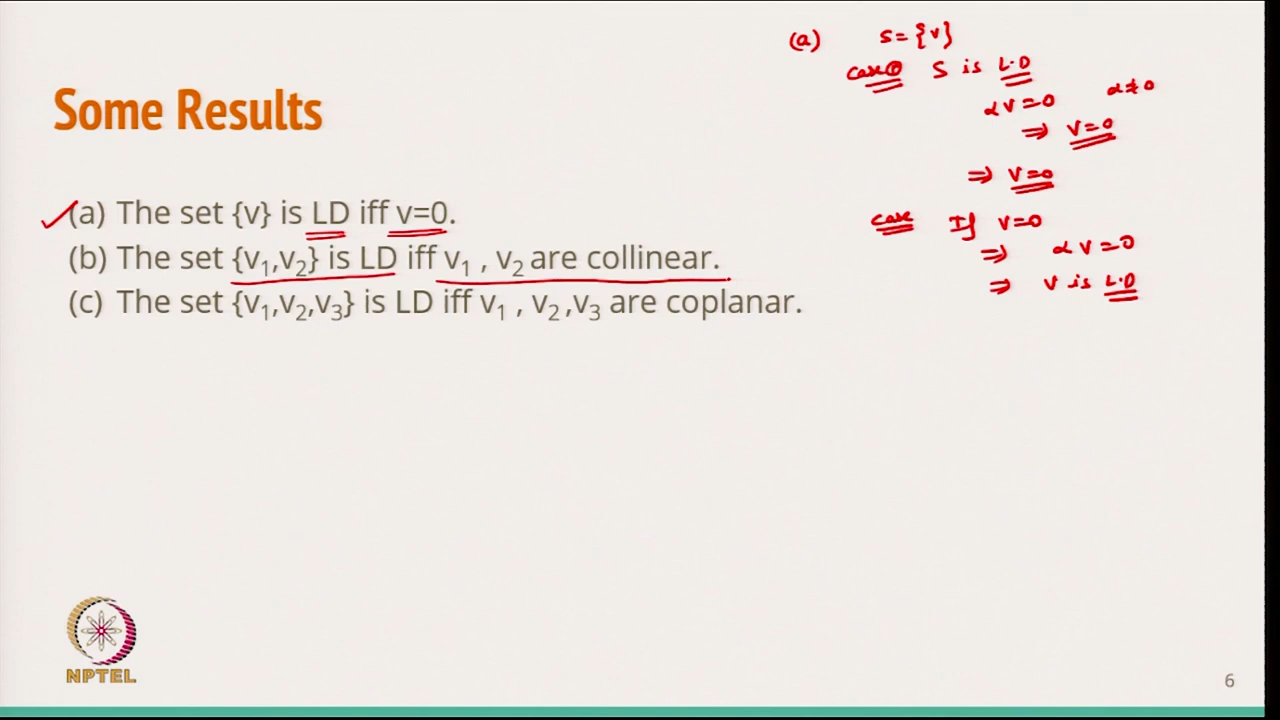 Some Results
(a) The set {v} is LD iff v=0.
(b) The set {v₁,v₂} is LD iff v₁ , v₂ are collinear.
(c) The set {v₁,v₂,v₃} is LD iff v₁ , v₂ ,v₃ are coplanar.
(a) S={v}
case① S is L.D
αv=0 α≠0
⇒ v=0
⇒ v=0
case If v=0
⇒ αv=0
⇒ v is L.D
NPTEL
6